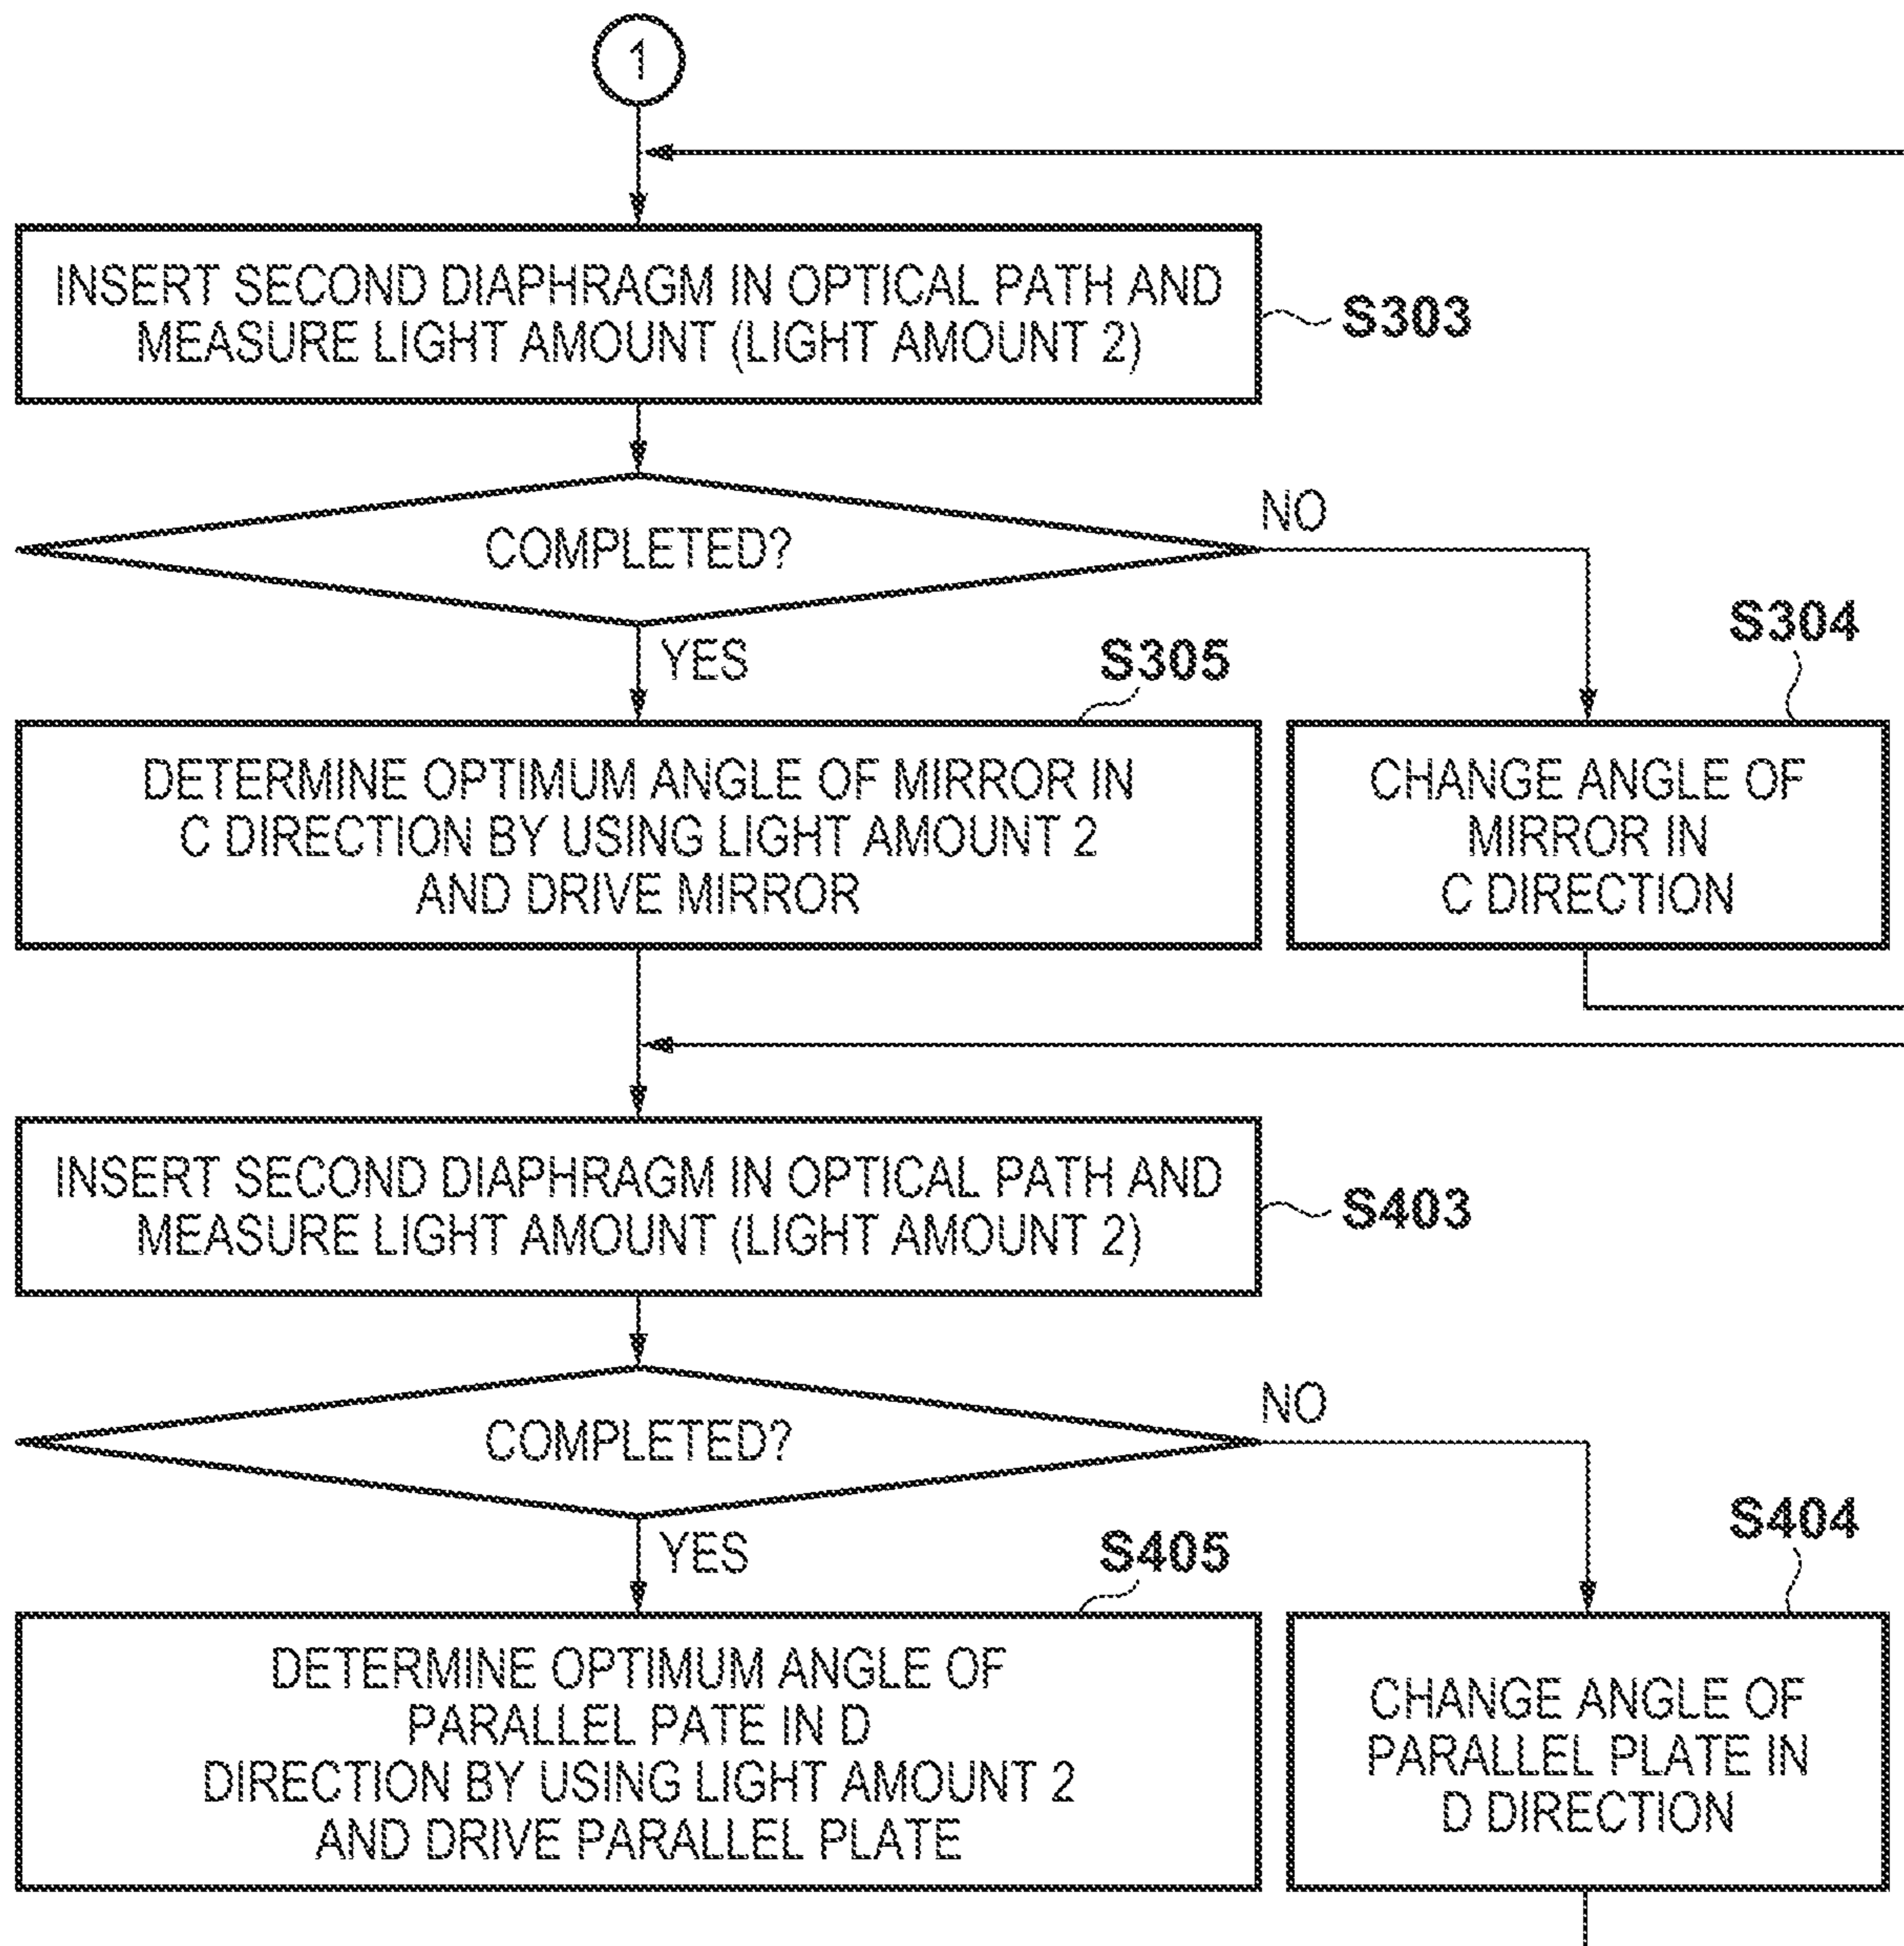 1
INSERT SECOND DIAPHRAGM IN OPTICAL PATH AND
MEASURE LIGHT AMOUNT (LIGHT AMOUNT 2)
S303
COMPLETED?
NO
YES
S305
S304
DETERMINE OPTIMUM ANGLE OF MIRROR IN
C DIRECTION BY USING LIGHT AMOUNT 2
AND DRIVE MIRROR
CHANGE ANGLE OF
MIRROR IN
C DIRECTION
INSERT SECOND DIAPHRAGM IN OPTICAL PATH AND
MEASURE LIGHT AMOUNT (LIGHT AMOUNT 2)
S403
COMPLETED?
NO
YES
S405
S404
DETERMINE OPTIMUM ANGLE OF
PARALLEL PATE IN D
DIRECTION BY USING LIGHT AMOUNT 2
AND DRIVE PARALLEL PLATE
CHANGE ANGLE OF
PARALLEL PLATE IN
D DIRECTION